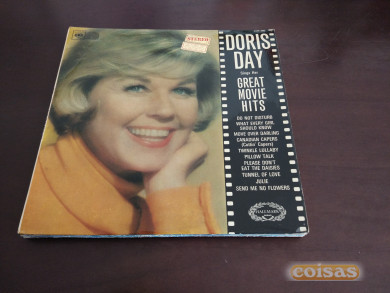 STEREO
DORIS
DAY
Sings Her
GREAT
MOVIE
HITS
DO NOT DISTURB
WHAT EVERY GIRL
SHOULD KNOW
MOVE OVER DARLING
CANADIAN CAPERS
(Cuttin' Capers)
TWINKLE LULLABY
PILLOW TALK
PLEASE DON'T
EAT THE DAISIES
TUNNEL OF LOVE
JULIE
SEND ME NO FLOWERS
HALLMARK
coisas